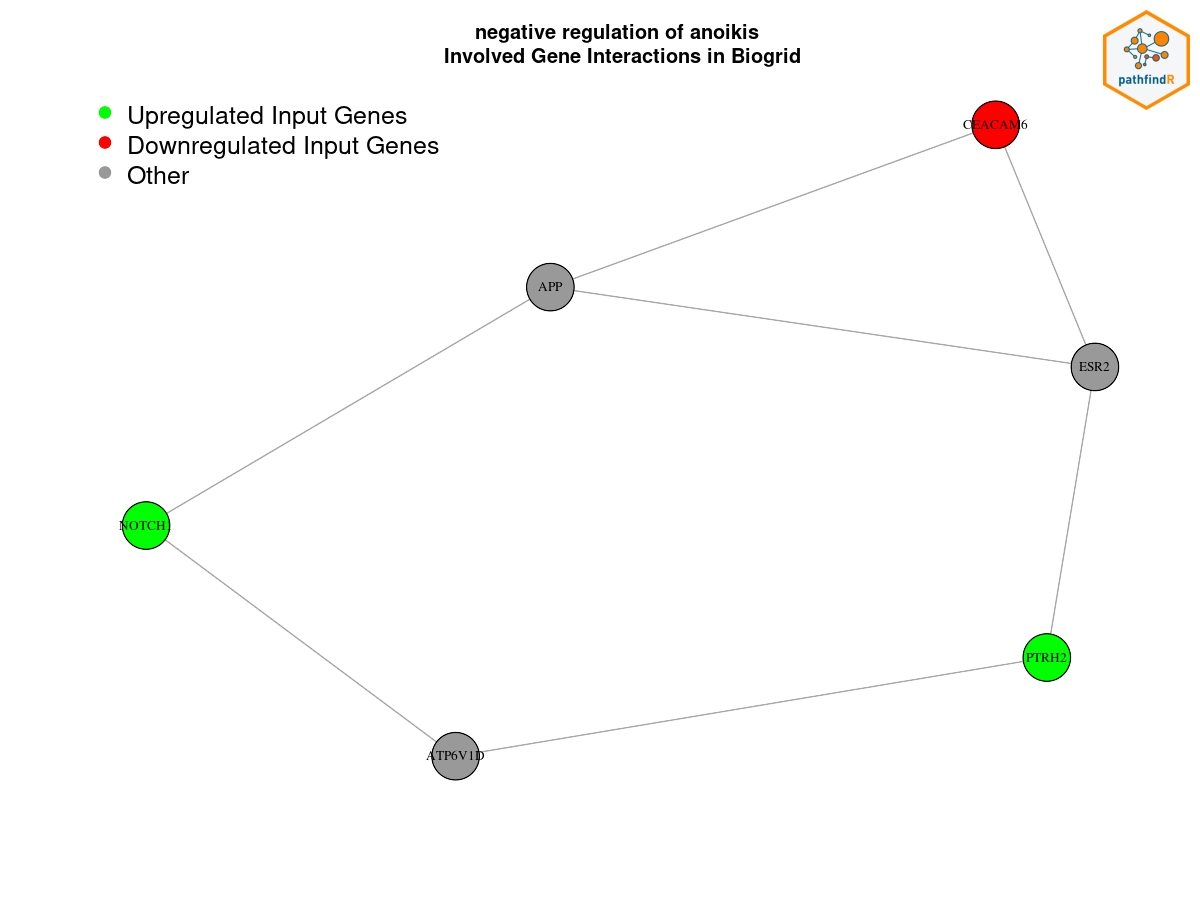 negative regulation of anoikis
Involved Gene Interactions in Biogrid
pathfindR
Upregulated Input Genes
Downregulated Input Genes
Other
CEACAM6
APP
ESR2
NOTCH
PTRH2
ATP6V1D